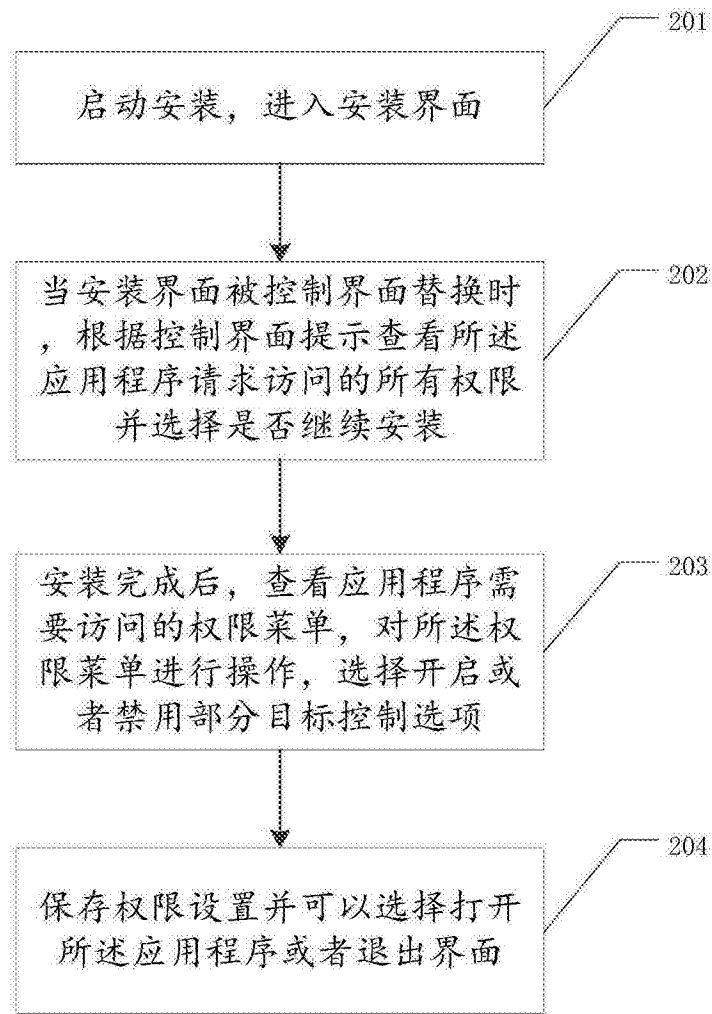 201
启动安装，进入安装界面
202
当安装界面被控制界面替换时
，根据控制界面提示查看所述
应用程序请求访问的所有权限
并选择是否继续安装
203
安装完成后，查看应用程序需
要访问的权限菜单，对所述权
限菜单进行操作，选择开启或
者禁用部分目标控制选项
204
保存权限设置并可以选择打开
所述应用程序或者退出界面